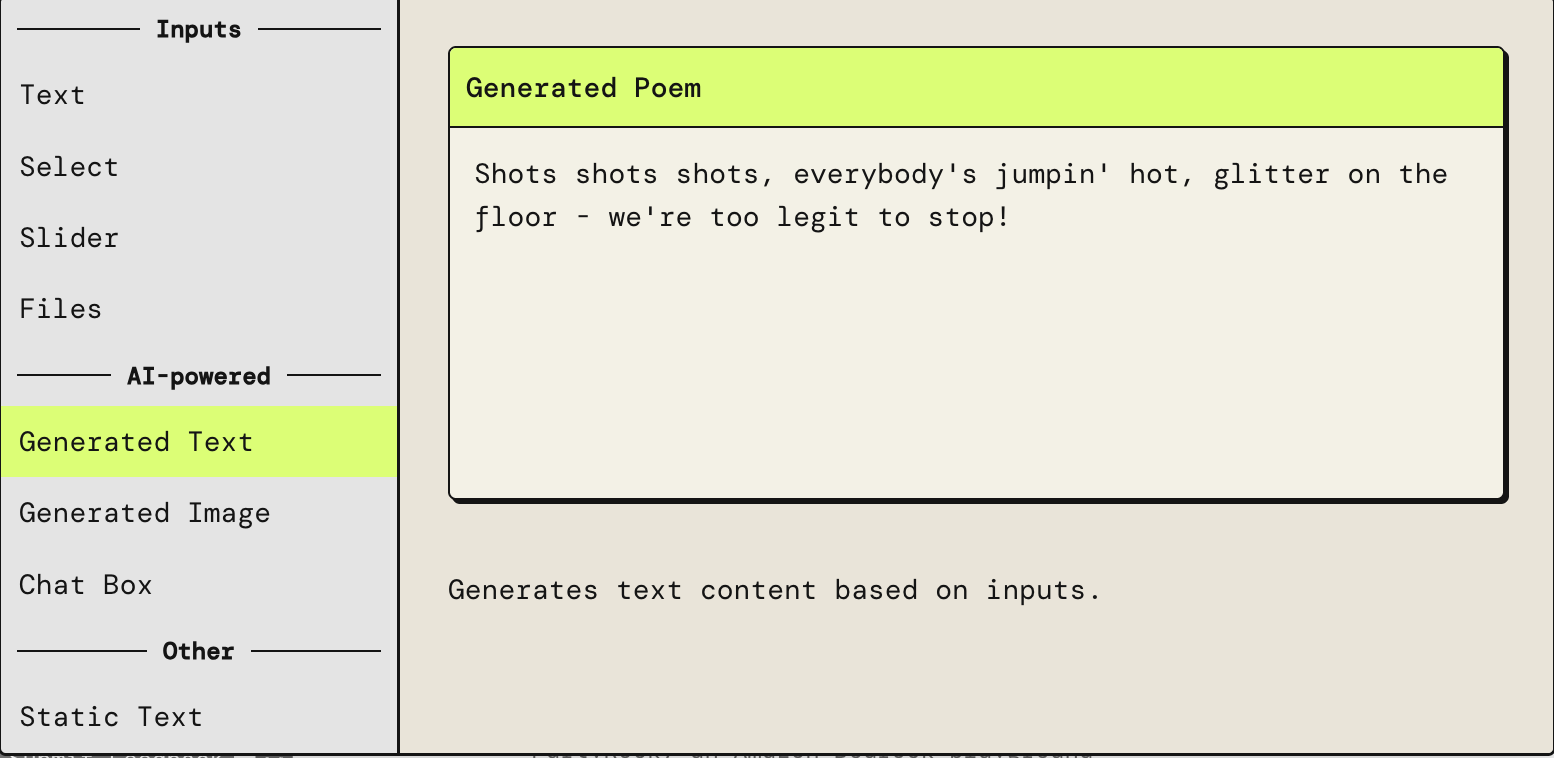 Inputs
Text
Select
Slider
Files
AI-powered
Generated Text
Generated Image
Chat Box
Other
Static Text
Generated Poem
Shots shots shots, everybody's jumpin' hot, glitter on the
floor - we're too legit to stop!
Generates text content based on inputs.